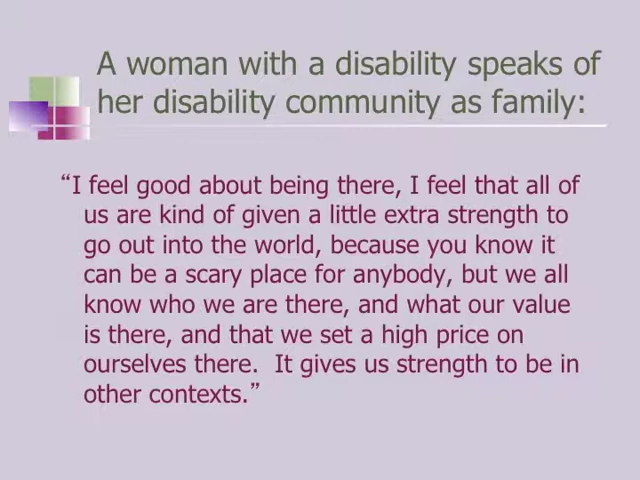 A woman with a disability speaks of
her disability community as family:
“I feel good about being there, I feel that all of
us are kind of given a little extra strength to
go out into the world, because you know it
can be a scary place for anybody, but we all
know who we are there, and what our value
is there, and that we set a high price on
ourselves there.  It gives us strength to be in
other contexts.”